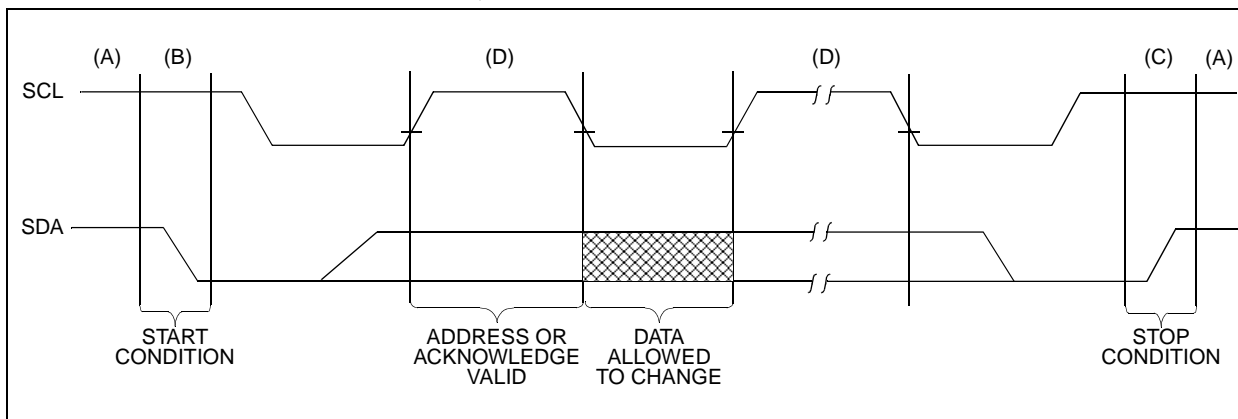 (A) (B) (D) (D) (C) (A)
SCL
SDA
START
CONDITION
ADDRESS OR
ACKNOWLEDGE
VALID
DATA
ALLOWED
TO CHANGE
STOP
CONDITION